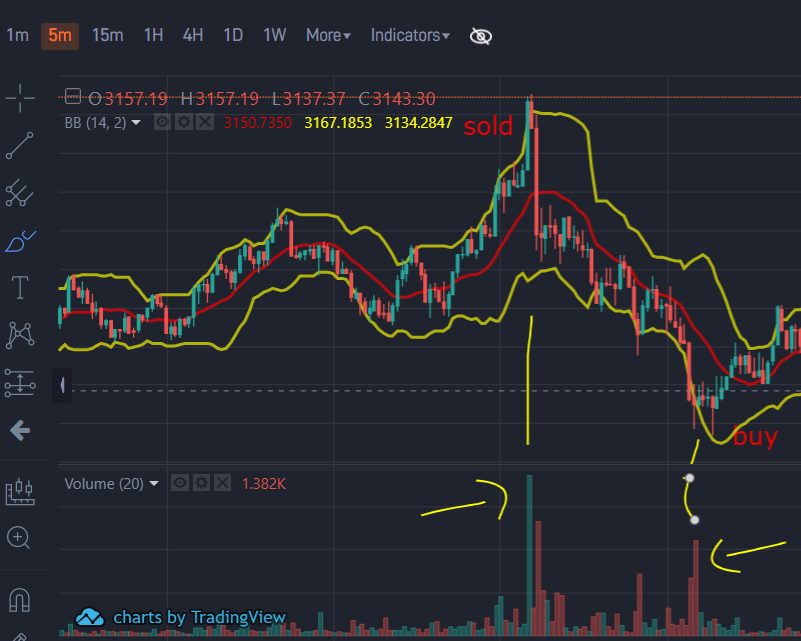 1m 5m 15m 1H 4H 1D 1W More▾ Indicators▾
O3157.19 H3157.19 L3137.37 C3143.30
BB (14, 2) 3150.7350 3167.1853 3134.2847
sold
buy
Volume (20) 1.382K
charts by TradingView